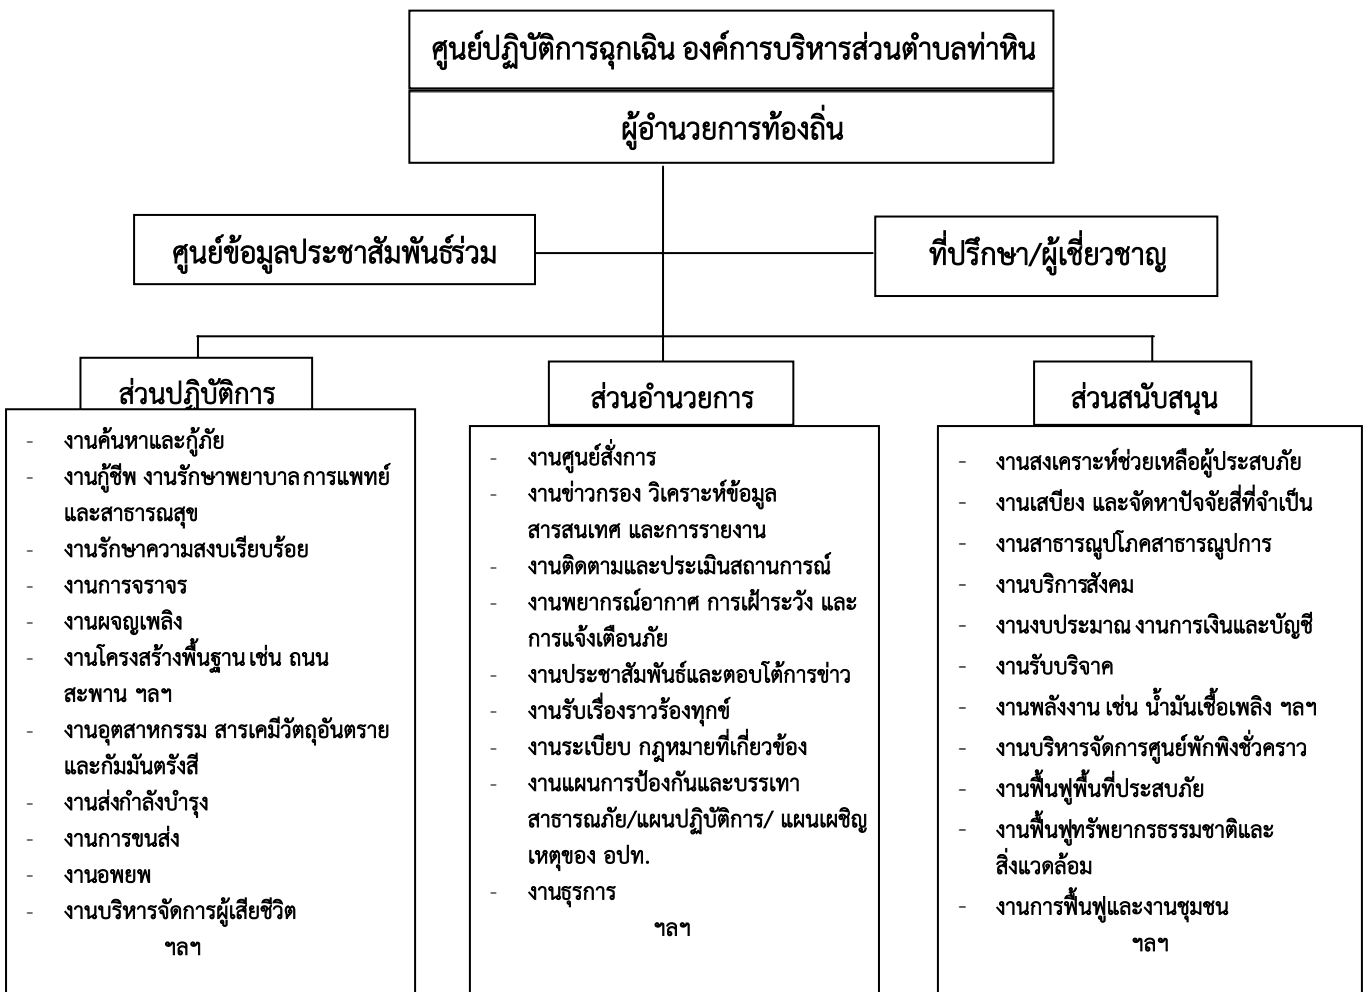 ศูนย์ปฏิบัติการฉุกเฉิน องค์การบริหารส่วนตำบลท่าหิน
ผู้อำนวยการท้องถิ่น
ศูนย์ข้อมูลประชาสัมพันธ์ร่วม
ที่ปรึกษา/ผู้เชี่ยวชาญ
ส่วนปฏิบัติการ
- งานค้นหาและกู้ภัย
- งานกู้ชีพ งานรักษาพยาบาล การแพทย์
และสาธารณสุข
- งานรักษาความสงบเรียบร้อย
- งานการจราจร
- งานผจญเพลิง
- งานโครงสร้างพื้นฐาน เช่น ถนน
สะพาน ฯลฯ
- งานอุตสาหกรรม สารเคมีวัตถุอันตราย
และกัมมันตรังสี
- งานส่งกำลังบำรุง
- งานการขนส่ง
- งานอพยพ
- งานบริหารจัดการผู้เสียชีวิต
ฯลฯ
ส่วนอำนวยการ
- งานศูนย์สั่งการ
- งานข่าวกรอง วิเคราะห์ข้อมูล
สารสนเทศ และการรายงาน
- งานติดตามและประเมินสถานการณ์
- งานพยากรณ์อากาศ การเฝ้าระวัง และ
การแจ้งเตือนภัย
- งานประชาสัมพันธ์และตอบโต้การข่าว
- งานรับเรื่องราวร้องทุกข์
- งานระเบียบ กฎหมายที่เกี่ยวข้อง
- งานแผนการป้องกันและบรรเทา
สาธารณภัย/แผนปฏิบัติการ/ แผนเผชิญ
เหตุของ อปท.
- งานธุรการ
ฯลฯ
ส่วนสนับสนุน
- งานสงเคราะห์ช่วยเหลือผู้ประสบภัย
- งานเสบียง และจัดหาปัจจัยสี่ที่จำเป็น
- งานสาธารณูปโภคสาธารณูปการ
- งานบริการสังคม
- งานงบประมาณ งานการเงินและบัญชี
- งานรับบริจาค
- งานพลังงาน เช่น น้ำมันเชื้อเพลิง ฯลฯ
- งานบริหารจัดการศูนย์พักพิงชั่วคราว
- งานฟื้นฟูพื้นที่ประสบภัย
- งานฟื้นฟูทรัพยากรธรรมชาติและ
สิ่งแวดล้อม
- งานการฟื้นฟูและงานชุมชน
ฯลฯ